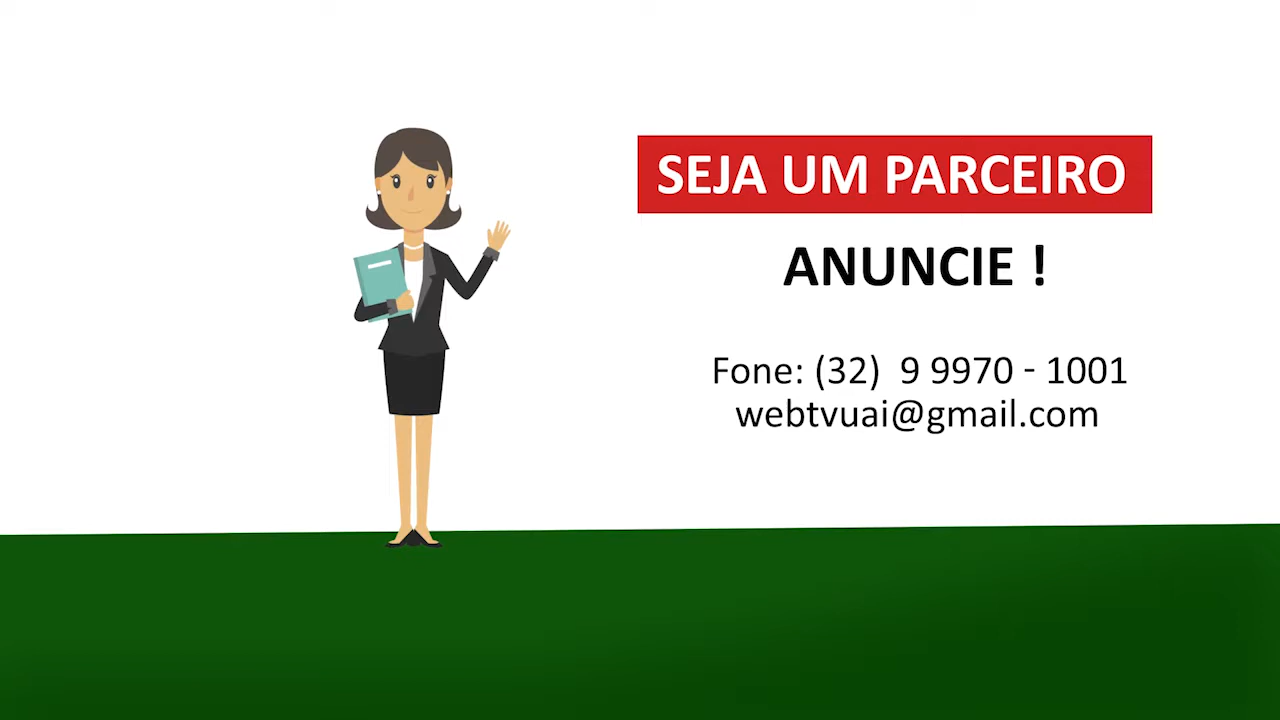 SEJA UM PARCEIRO
ANUNCIE !
Fone: (32) 9 9970 - 1001
webtvuai@gmail.com